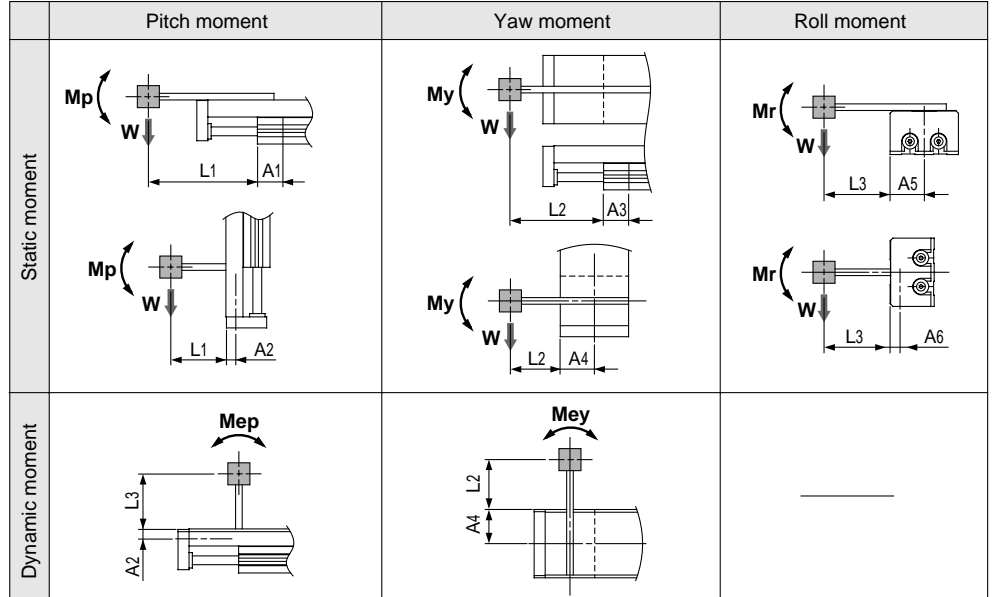 Pitch moment
Yaw moment
Roll moment
Static moment
Mp
W
L1
A1
My
W
L2
A3
Mr
W
L3
A5
Mp
W
L1
A2
My
W
L2
A4
Mr
W
L3
A6
Dynamic moment
Mep
L3
A2
Mey
L2
A4